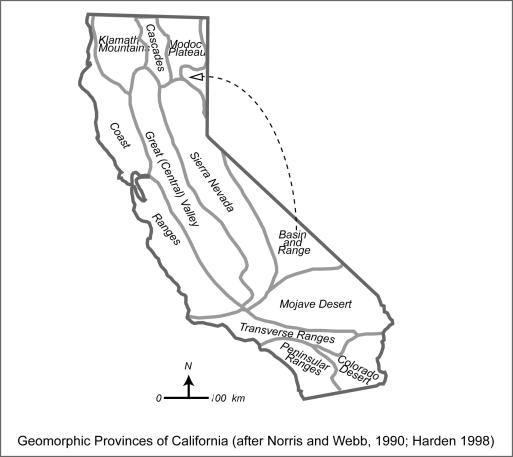 Klamath
Mountains
Cascades
Modoc
Plateau
Coast
Great (Central) Valley
Sierra Nevada
Ranges
Basin
and
Range
Mojave Desert
Transverse Ranges
Peninsular
Ranges
Colorado
Desert
N
0 100 km
Geomorphic Provinces of California (after Norris and Webb, 1990; Harden 1998)